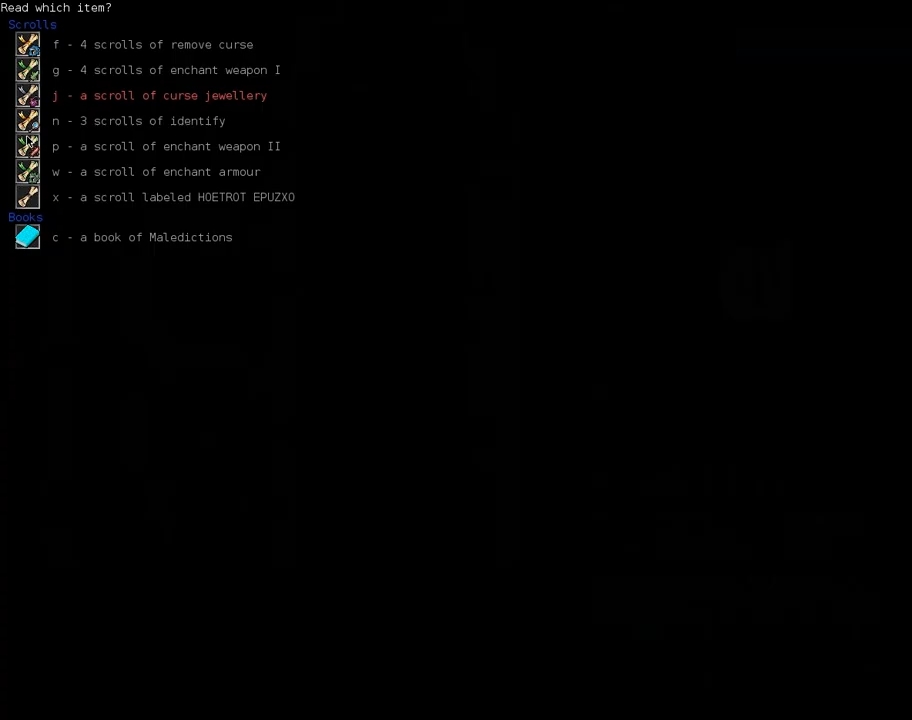 Read which item?
Scrolls
f - 4 scrolls of remove curse
g - 4 scrolls of enchant weapon I
j - a scroll of curse jewellery
n - 3 scrolls of identify
p - a scroll of enchant weapon II
w - a scroll of enchant armour
x - a scroll labeled HOETROT EPUZXO
Books
c - a book of Maledictions